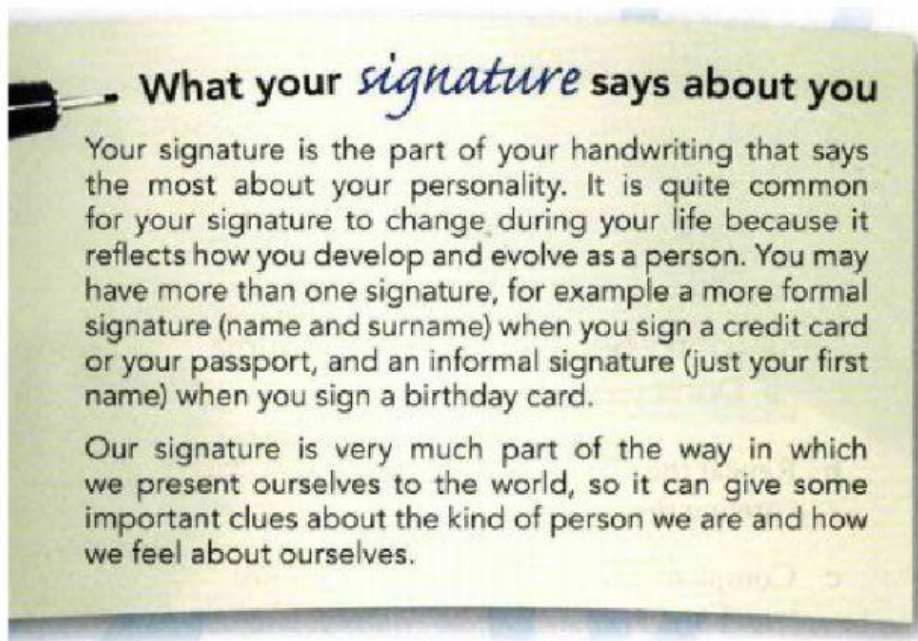 What your signature says about you
Your signature is the part of your handwriting that says
the most about your personality. It is quite common
for your signature to change during your life because it
reflects how you develop and evolve as a person. You may
have more than one signature, for example a more formal
signature (name and surname) when you sign a credit card
or your passport, and an informal signature (just your first
name) when you sign a birthday card.
Our signature is very much part of the way in which
we present ourselves to the world, so it can give some
important clues about the kind of person we are and how
we feel about ourselves.